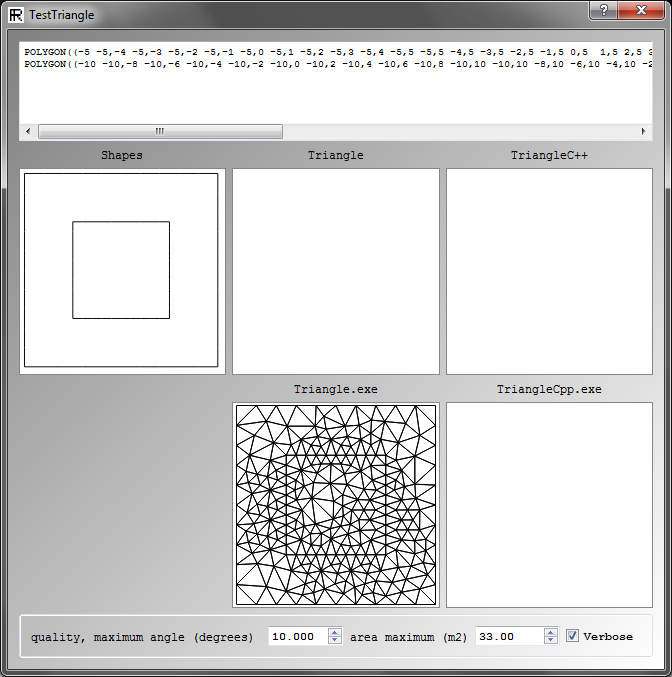 TestTriangle
POLYGON((-5 -5,-4 -5,-3 -5,-2 -5,-1 -5,0 -5,1 -5,2 -5,3 -5,4 -5,5 -5,5 -4,5 -3,5 -2,5 -1,5 0,5  1,5 2,5 3
POLYGON((-10 -10,-8 -10,-6 -10,-4 -10,-2 -10,0 -10,2 -10,4 -10,6 -10,8 -10,10 -10,10 -8,10 -6,10 -4,10 -2
Shapes Triangle TriangleC++
Triangle.exe TriangleCpp.exe
quality, maximum angle (degrees) 10.000 area maximum (m2) 33.00 Verbose